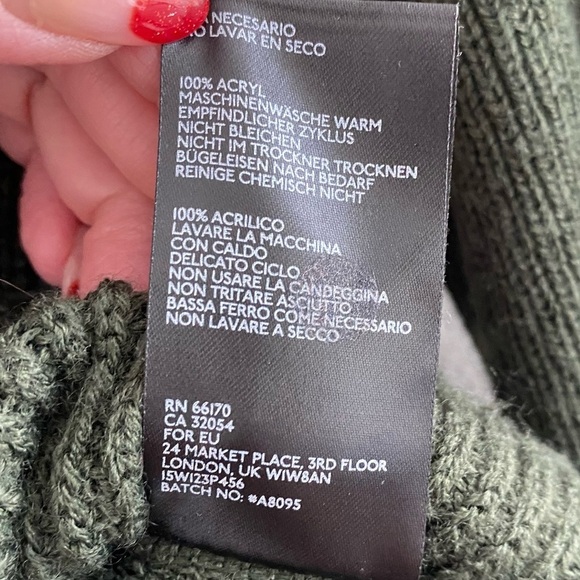 NECESARIO
NO LAVAR EN SECO
100% ACRYL
MASCHINENWÄSCHE WARM
EMPFINDLICHER ZYKLUS
NICHT BLEICHEN
NICHT IM TROCKNER TROCKNEN
BÜGELEISEN NACH BEDARF
REINIGE CHEMISCH NICHT
100% ACRILICO
LAVARE LA MACCHINA
CON CALDO
DELICATO CICLO
NON USARE LA CANDEGGINA
NON TRITARE ASCIUTTO
BASSA FERRO COME NECESSARIO
NON LAVARE A SECCO
RN 66170
CA 32054
FOR EU
24 MARKET PLACE, 3RD FLOOR
LONDON, UK W1W8AN
15W123P456
BATCH NO: #A8095